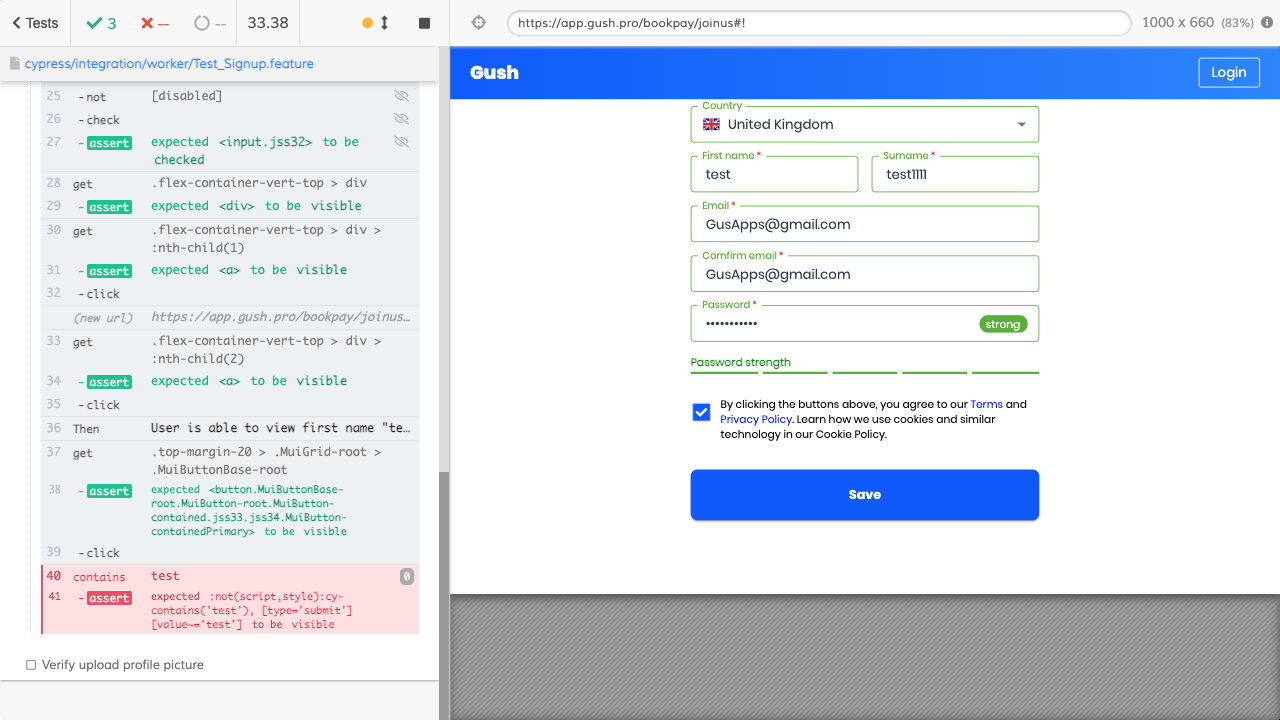 Tests
3
--
--
33.38
https://app.gush.pro/bookpay/joinus#!
1000 x 660 (83%)
cypress/integration/worker/Test_Signup.feature
25 -not [disabled]
26 -check
27 -assert expected <input.jss32> to be
checked
28 get .flex-container-vert-top > div
29 -assert expected <div> to be visible
30 get .flex-container-vert-top > div >
:nth-child(1)
31 -assert expected <a> to be visible
32 -click
(new url) https://app.gush.pro/bookpay/joinus…
33 get .flex-container-vert-top > div >
:nth-child(2)
34 -assert expected <a> to be visible
35 -click
36 Then User is able to view first name "te…
37 get .top-margin-20 > .MuiGrid-root >
.MuiButtonBase-root
38 -assert expected <button.MuiButtonBase-
root.MuiButton-root.MuiButton-
contained.jss33.jss34.MuiButton-
containedPrimary> to be visible
39 -click
40 contains test 0
41 -assert expected :not(script,style):cy-
contains('test'), [type='submit']
[value~='test'] to be visible
Verify upload profile picture
Gush
Login
Country
United Kingdom
First name * Surname *
test test1111
Email *
GusApps@gmail.com
Comfirm email *
GusApps@gmail.com
Password *
•••••••••••
strong
Password strength
By clicking the buttons above, you agree to our Terms and
Privacy Policy. Learn how we use cookies and similar
technology in our Cookie Policy.
Save